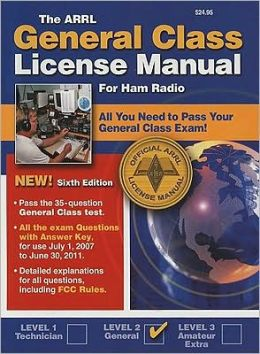 The ARRL
$24.95
General Class
License Manual
For Ham Radio
All You Need to Pass Your
General Class Exam!
OFFICIAL ARRL
LICENSE MANUAL
NEW! Sixth Edition
• Pass the 35-question
General Class test.
• All the exam Questions
with Answer Key,
for use July 1, 2007
to June 30, 2011.
• Detailed explanations
for all questions,
including FCC Rules.
LEVEL 1
Technician
LEVEL 2
General
LEVEL 3
Amateur
Extra